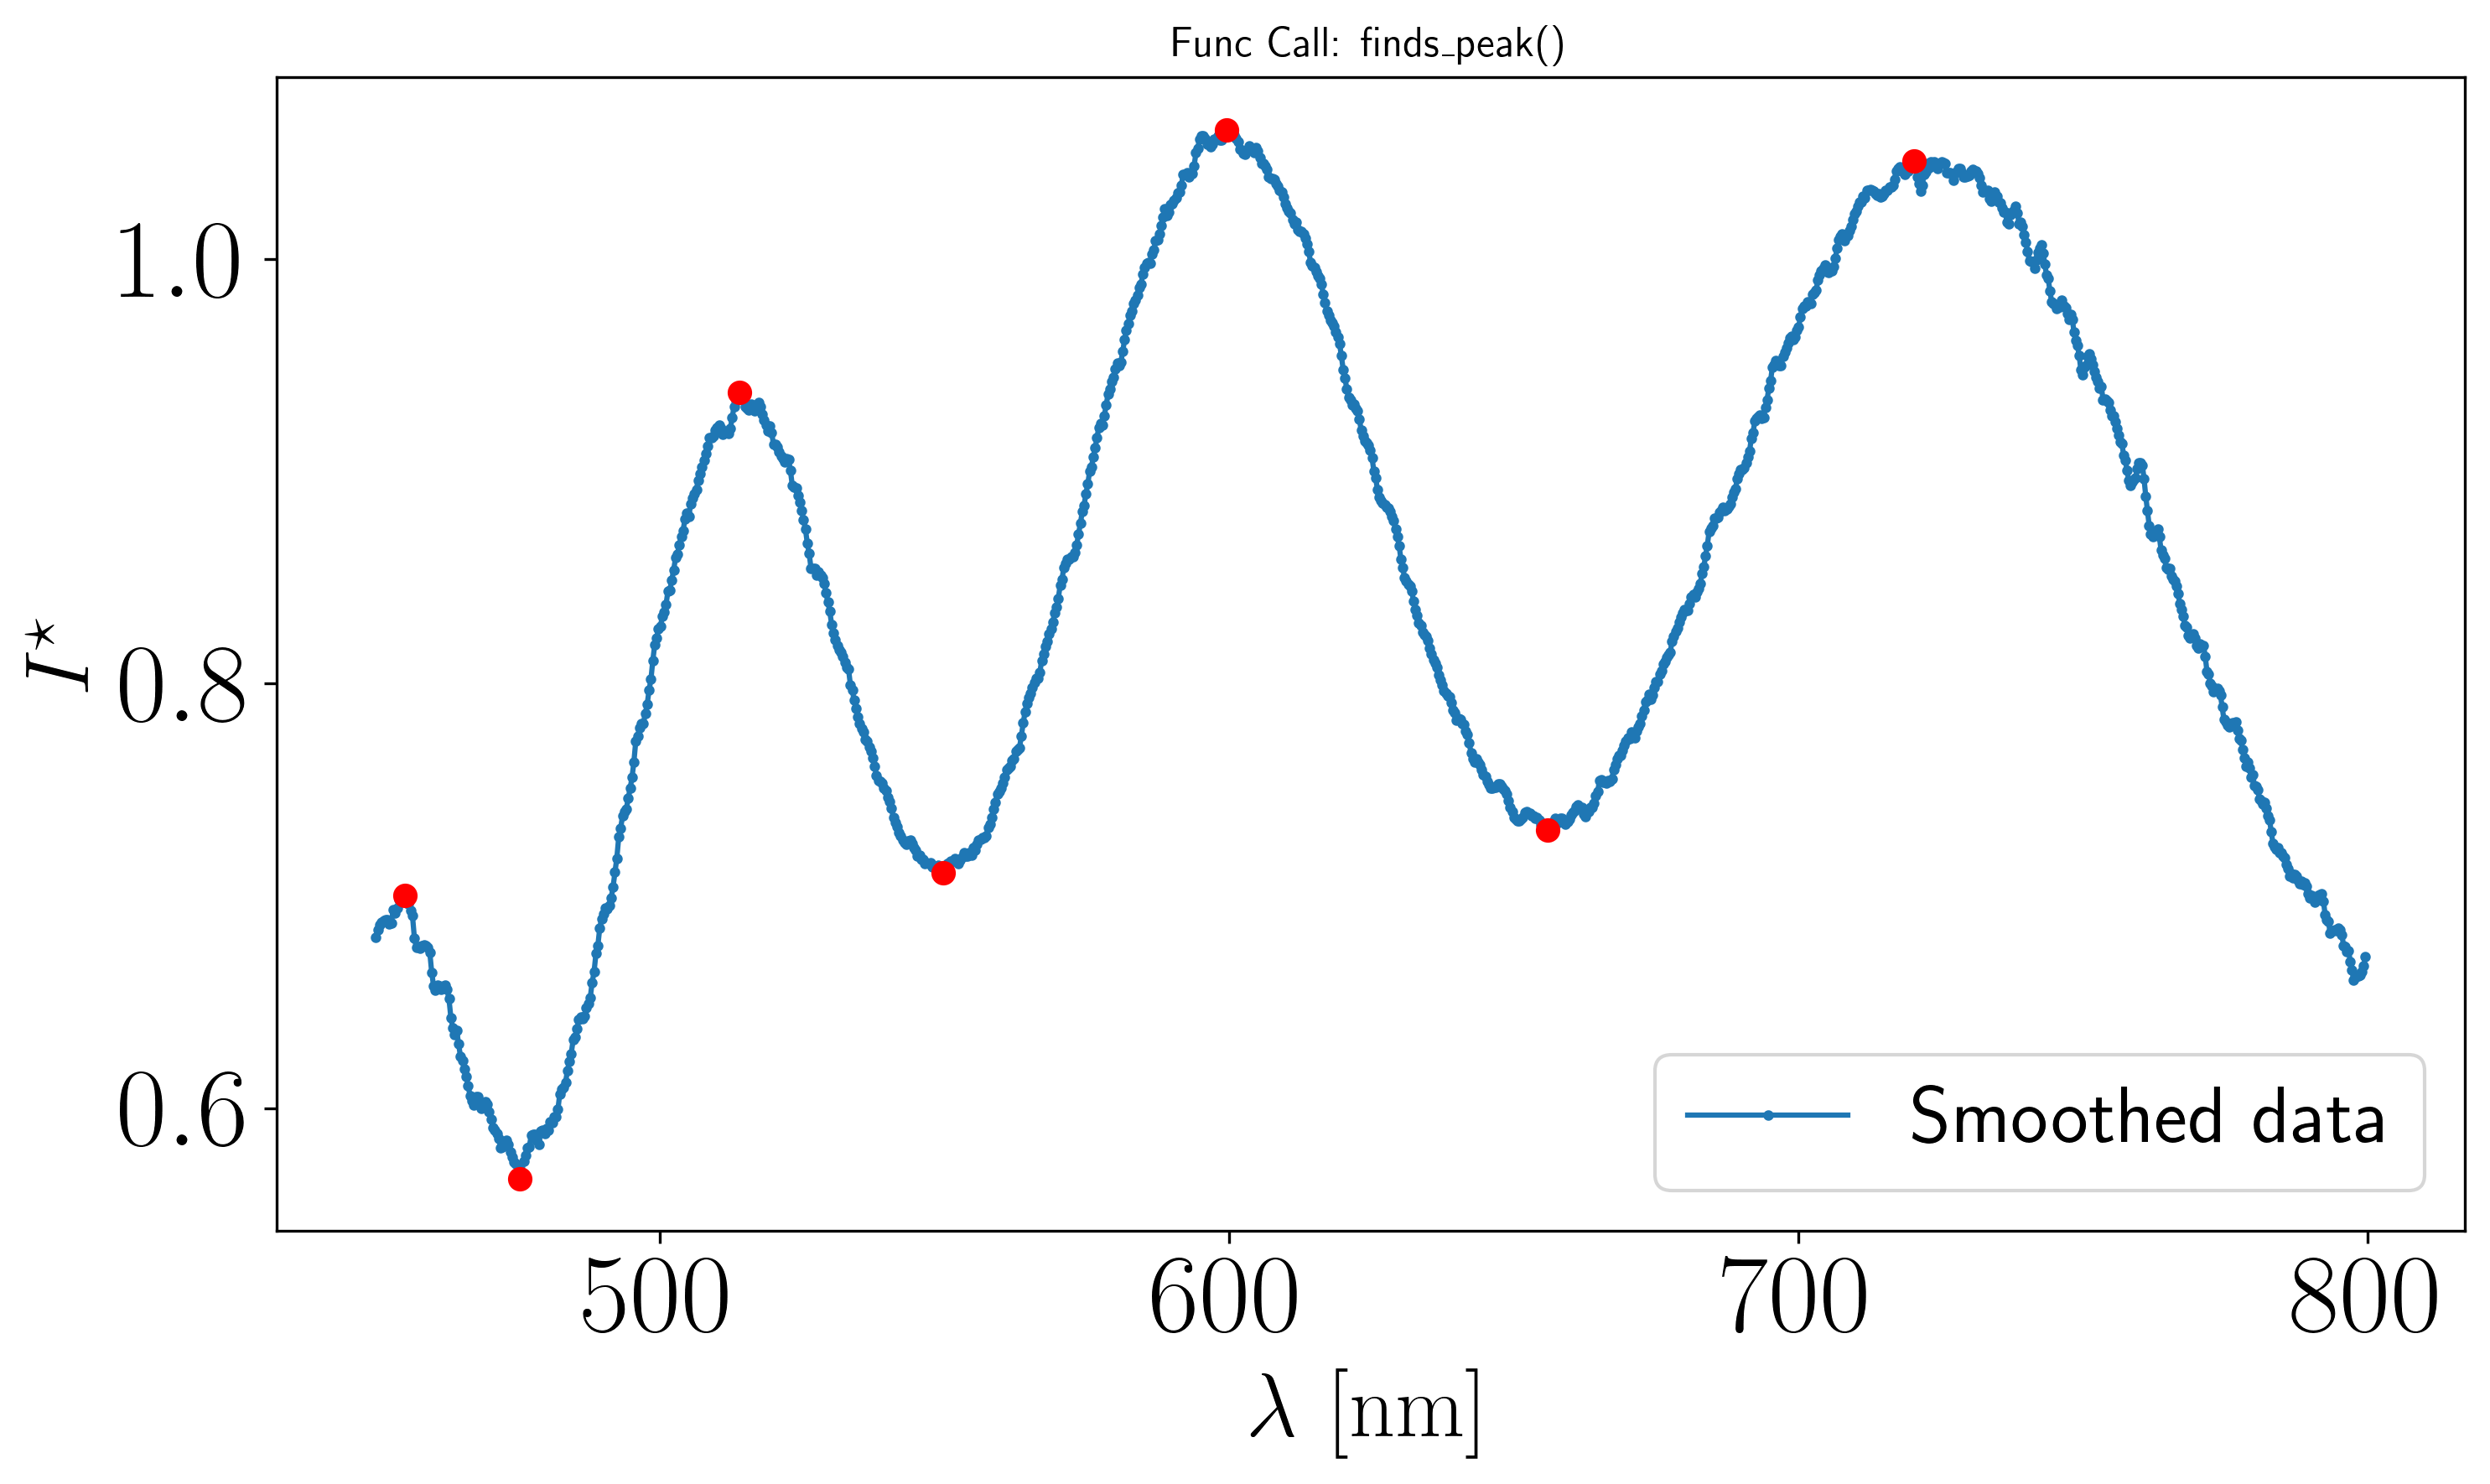 Func Call: finds_peak()
1.0
0.8
0.6
I⋆
500 600 700 800
λ [nm]
Smoothed data